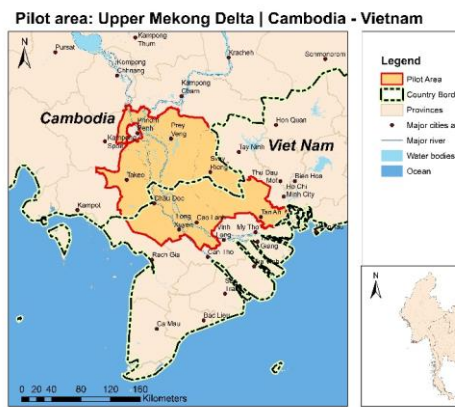 Pilot area: Upper Mekong Delta | Cambodia - Vietnam
N
Pursat
Kampong
Thum
Kracheh
Kampong
Chhnang
Kampong
Cham
Cambodia
Phnom
Penh
Prey
Veng
Hon Quan
Viet Nam
Tay Ninh
Svay
Rieng
Takeo
Thu Dau
Mot
Bien Hoa
Ho Chi
Minh City
Kampot
Chau Doc
Long
Cao Lanh
Tan An
Vinh
Long
My Tho
Giang
Rach Gia
Can Tho
Ca Mau
Bac Lieu
0 20 40 80 120 160
Kilometers
Legend
Pilot Area
Country Bord
Provinces
Major cities a
Major river
Water bodies
Ocean
N